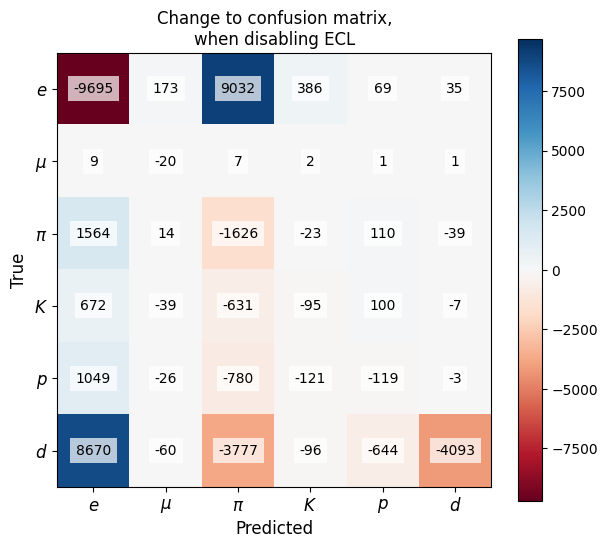 Change to confusion matrix,
when disabling ECL
e -9695 173 9032 386 69 35
μ 9 -20 7 2 1 1
π 1564 14 -1626 -23 110 -39
K 672 -39 -631 -95 100 -7
p 1049 -26 -780 -121 -119 -3
d 8670 -60 -3777 -96 -644 -4093
e μ π K p d
Predicted
True
7500
5000
2500
0
−2500
−5000
−7500